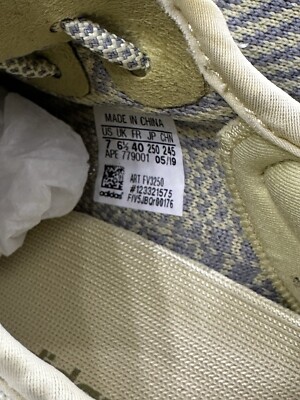 MADE IN CHINA
US UK FR JP CHN
7 6½ 40 250 245
APE 779001 05/19
ART FV3250
#123321575
adidas F1V5JBQr00176